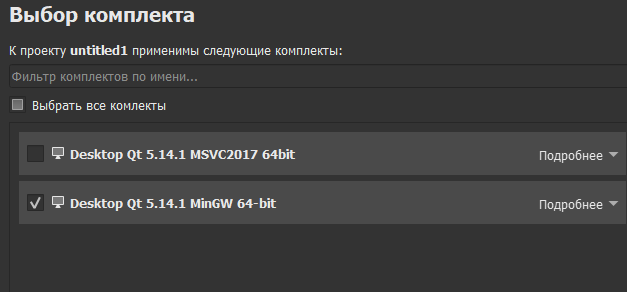 Выбор комплекта
К проекту untitled1 применимы следующие комплекты:
Фильтр комплектов по имени...
Выбрать все комлекты
Desktop Qt 5.14.1 MSVC2017 64bit Подробнее
Desktop Qt 5.14.1 MinGW 64-bit Подробнее